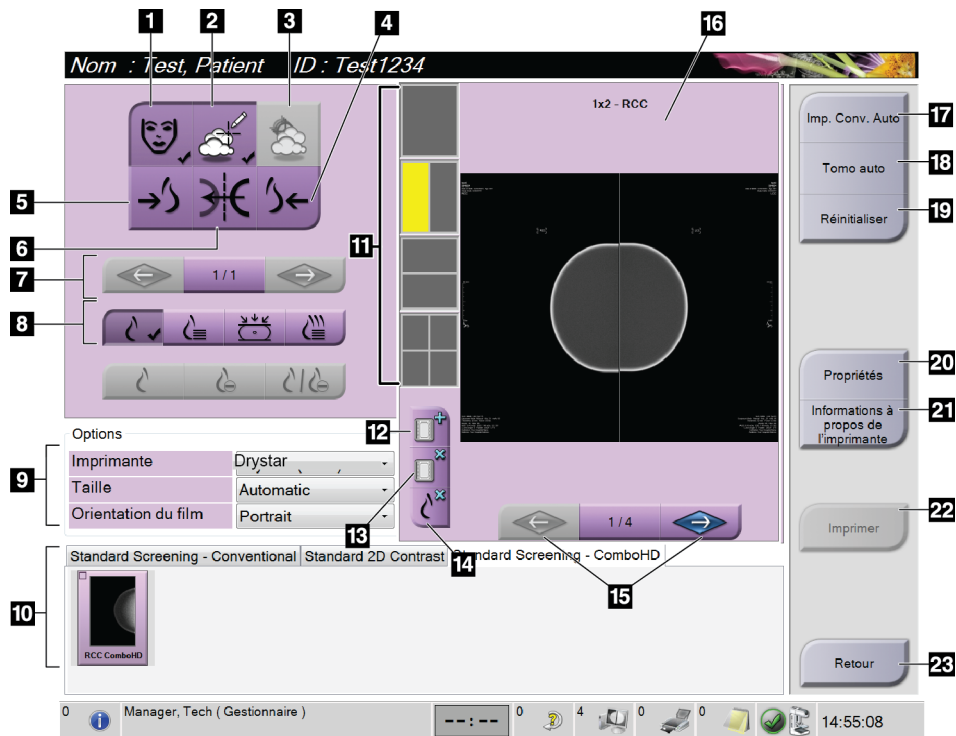 1 2 3 4 16
Nom : Test, Patient ID : Test1234
1x2 - RCC
Imp. Conv. Auto 17
Tomo auto 18
Réinitialiser 19
5
6
11
7 1/1
8
Propriétés 20
Informations à 21
propos de
l'imprimante
12
Options
9
Imprimante Drystar
Taille Automatic
Orientation du film Portrait
13
14
1/4
15
Imprimer 22
Standard Screening - Conventional Standard 2D Contrast Standard Screening - ComboHD
10
RCC ComboHD
Retour 23
0 Manager, Tech ( Gestionnaire ) --:-- 0 4 0 0 14:55:08